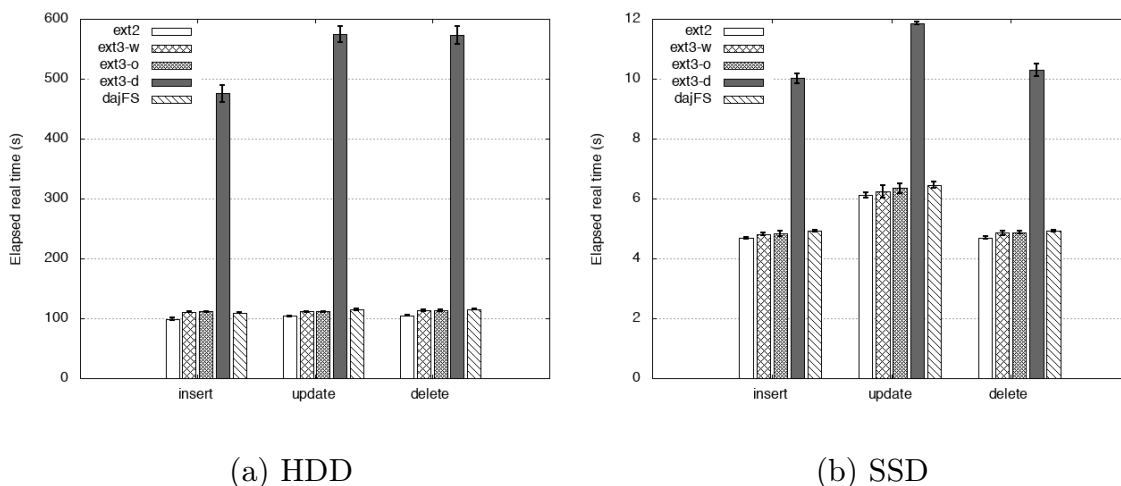 600
500
400
300
200
100
0
Elapsed real time (s)
ext2
ext3-w
ext3-o
ext3-d
dajFS
insert
update
delete
(a) HDD
12
10
8
6
4
2
0
Elapsed real time (s)
ext2
ext3-w
ext3-o
ext3-d
dajFS
insert
update
delete
(b) SSD